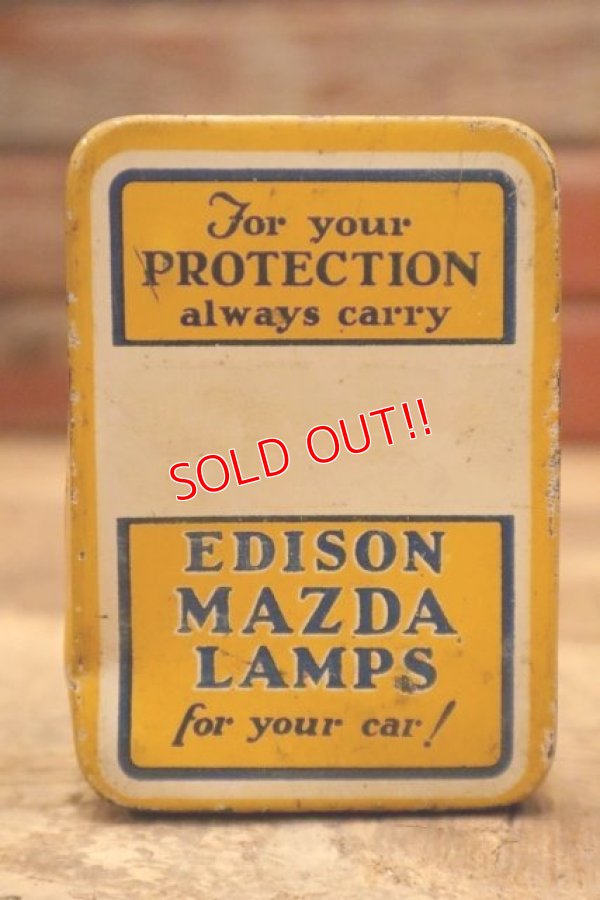 For your
PROTECTION
always carry
SOLD OUT!!
EDISON
MAZDA
LAMPS
for your car!